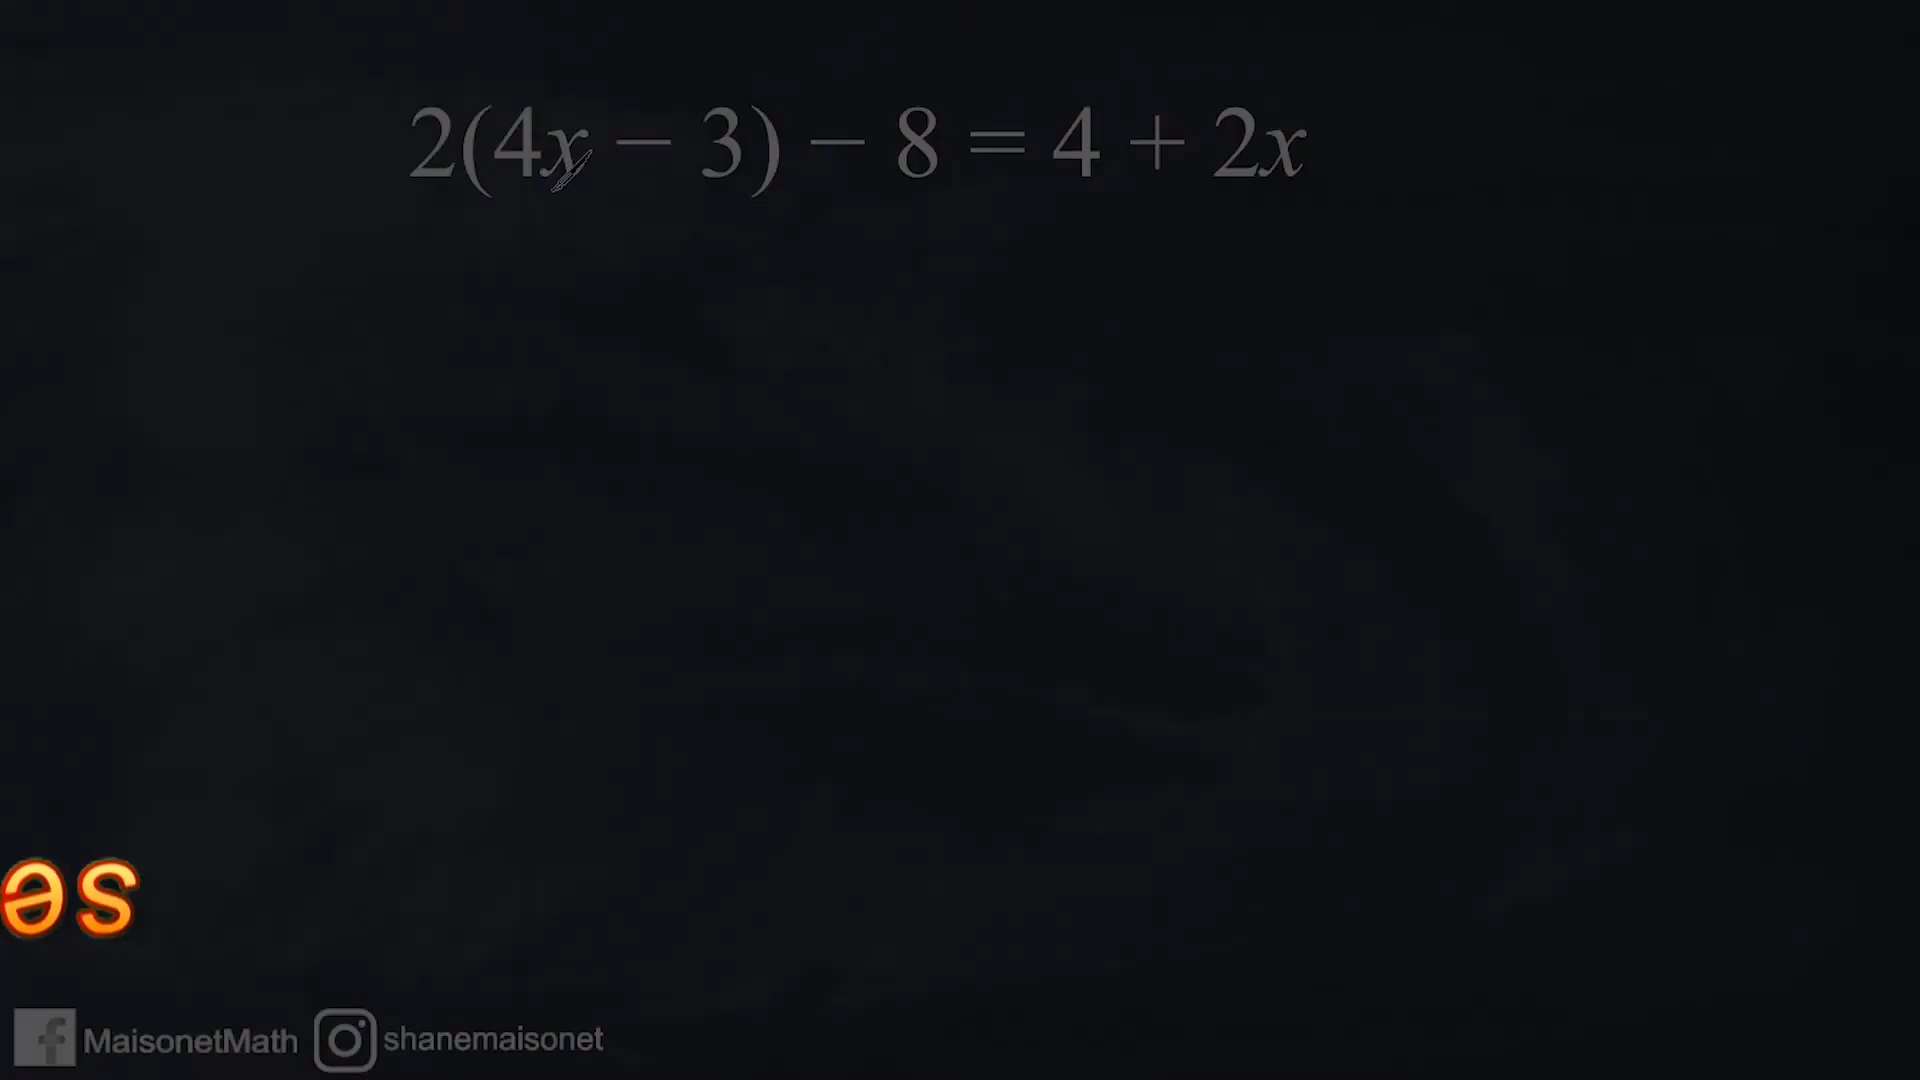 2(4x − 3) − 8 = 4 + 2x
əs
MaisonetMath shanemaisonet